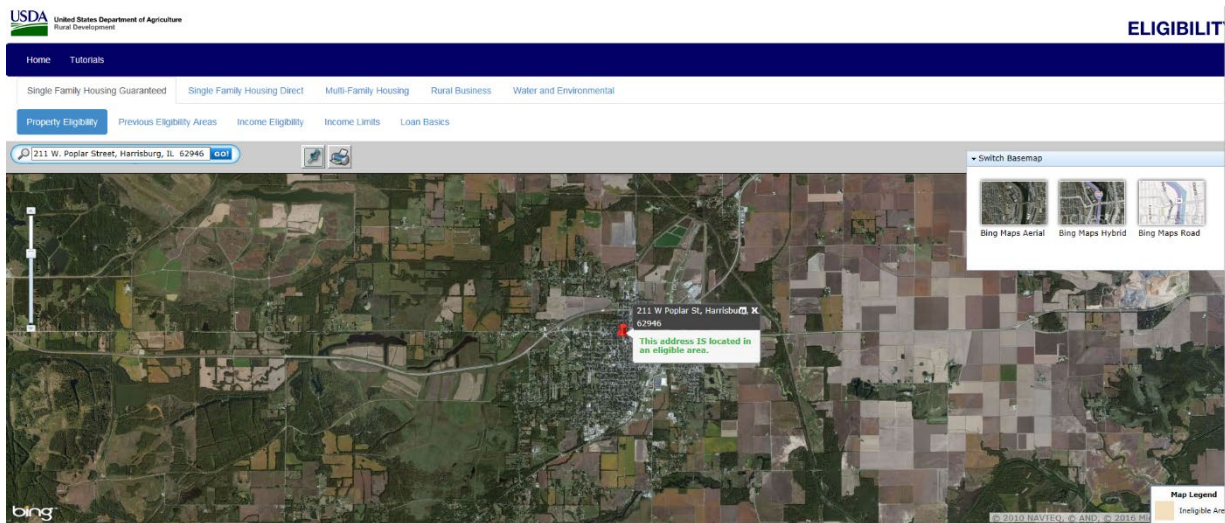 USDA
United States Department of Agriculture
Rural Development
ELIGIBILIT
Home Tutorials
Single Family Housing Guaranteed Single Family Housing Direct Multi-Family Housing Rural Business Water and Environmental
Property Eligibility Previous Eligibility Areas Income Eligibility Income Limits Loan Basics
211 W. Poplar Street, Harrisburg, IL 62946 GO!
Switch Basemap
Bing Maps Aerial Bing Maps Hybrid Bing Maps Road
211 W Poplar St, Harrisburg, X
62946
This address IS located in
an eligible area.
Map Legend
Ineligible Are
bing
© 2010 NAVTEQ, © AND, © 2016 Mi